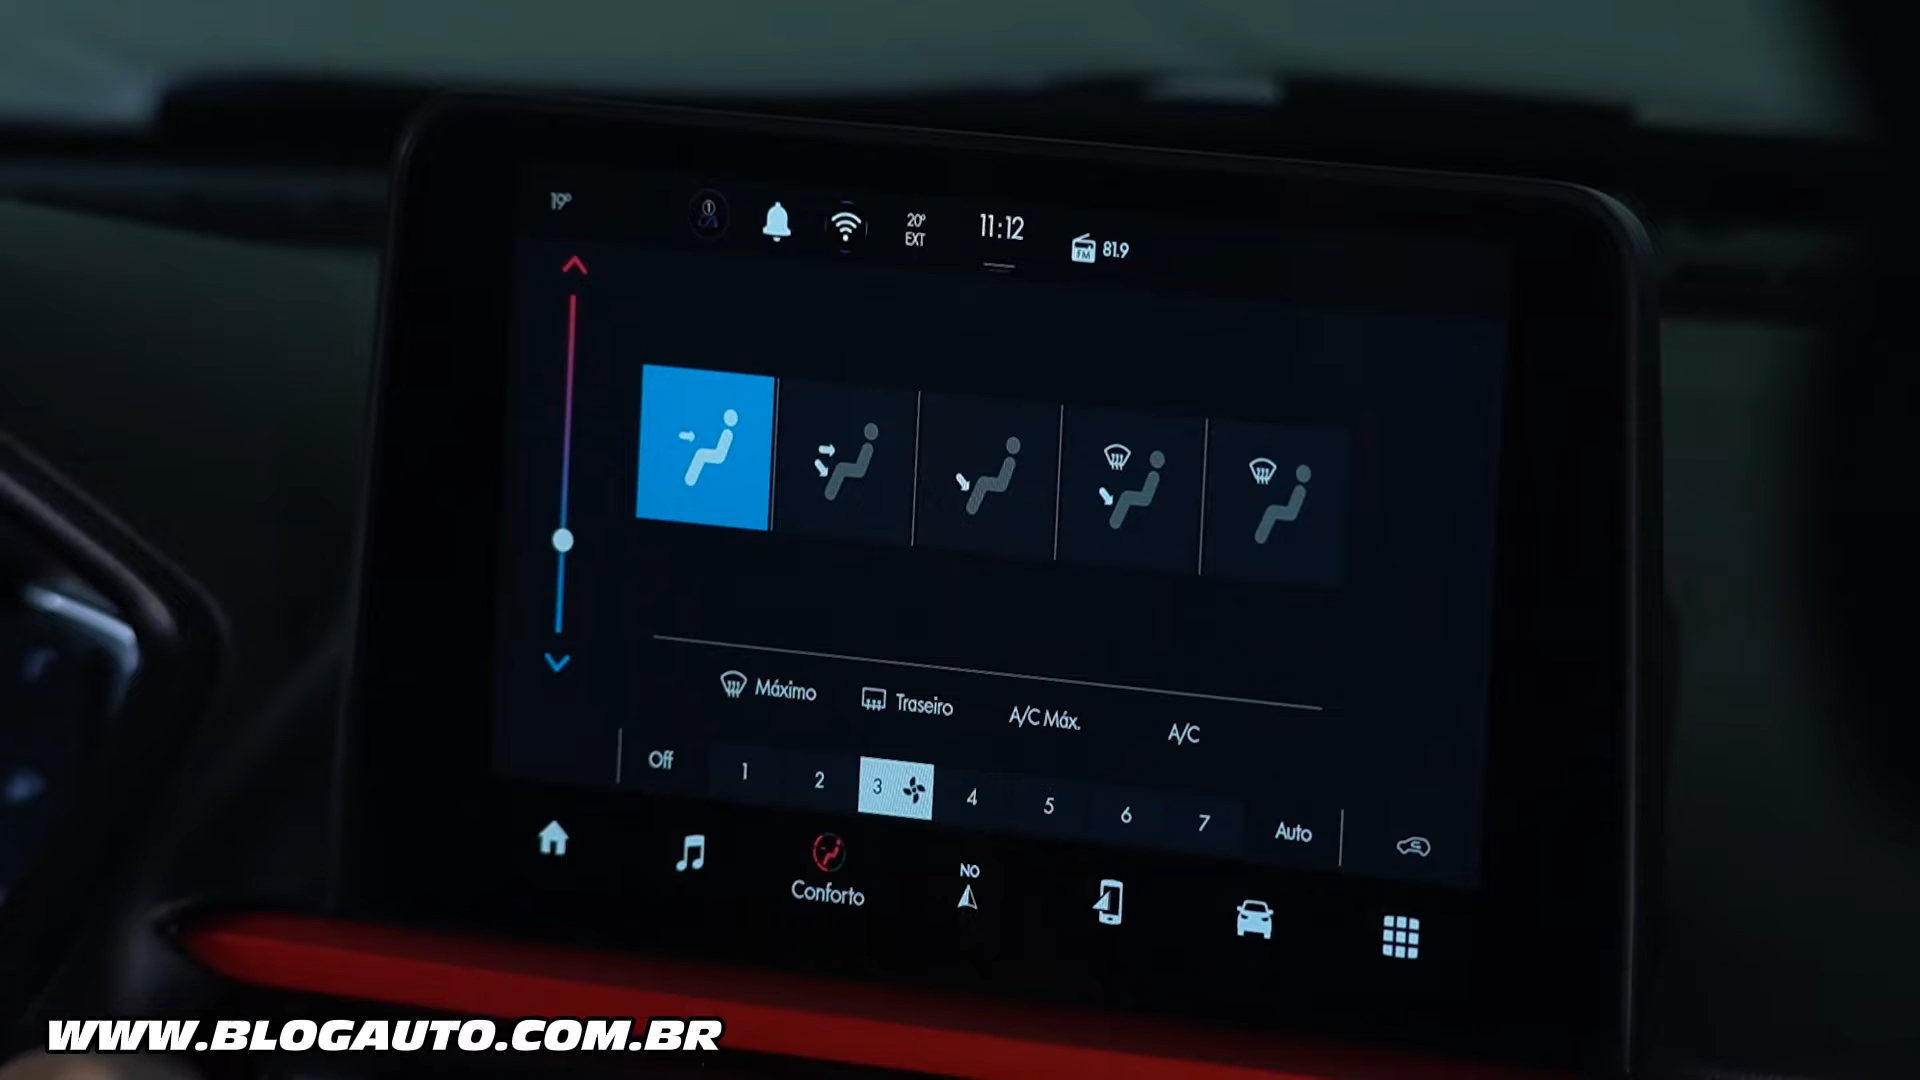 19°
20°
EXT
11:12
FM 81.9
Máximo
Traseiro
A/C Máx.
A/C
Off 1 2 3 4 5 6 7 Auto
Conforto
NO
WWW.BLOGAUTO.COM.BR